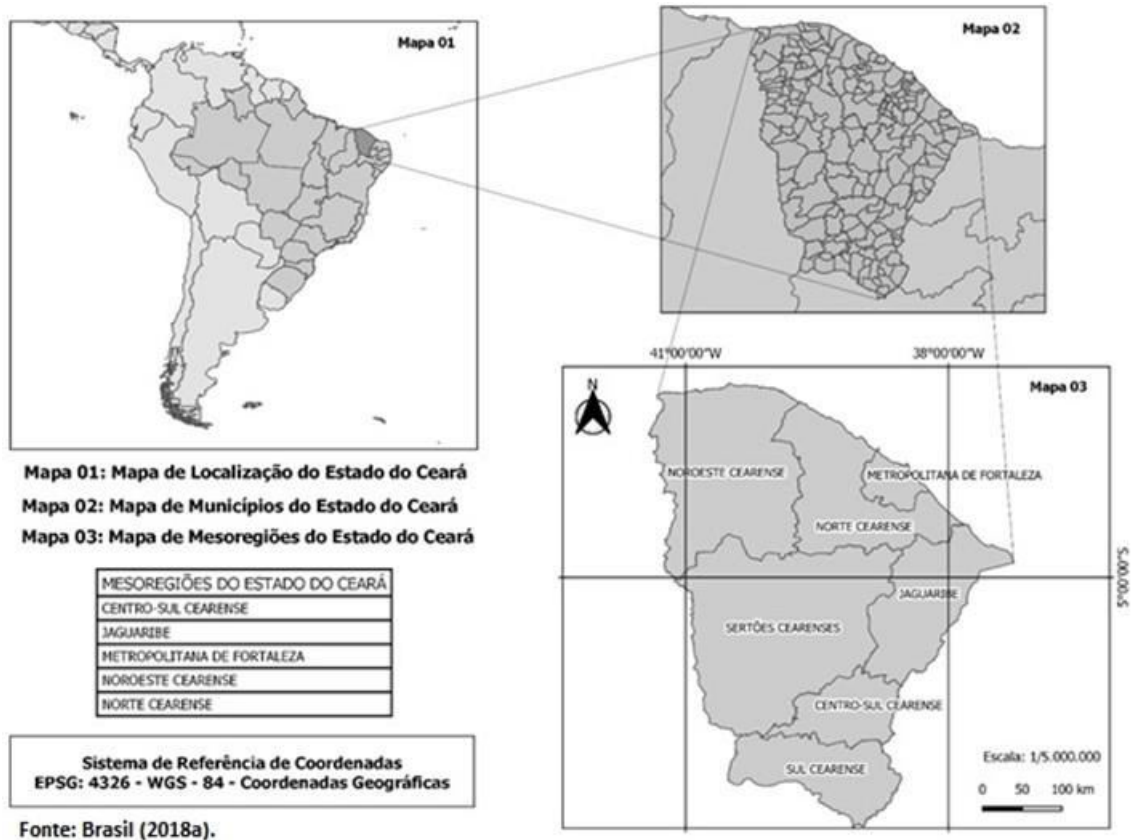 Mapa 01
Mapa 02
41°00'00"W
38°00'00"W
Mapa 03
N
NOROESTE CEARENSE
METROPOLITANA DE FORTALEZA
NORTE CEARENSE
5°00'00"S
JAGUARIBE
SERTÕES CEARENSES
CENTRO-SUL CEARENSE
SUL CEARENSE
Escala: 1/5.000.000
0 50 100 km
Mapa 01: Mapa de Localização do Estado do Ceará
Mapa 02: Mapa de Municípios do Estado do Ceará
Mapa 03: Mapa de Mesoregiões do Estado do Ceará
MESOREGIÕES DO ESTADO DO CEARÁ
CENTRO-SUL CEARENSE
JAGUARIBE
METROPOLITANA DE FORTALEZA
NOROESTE CEARENSE
NORTE CEARENSE
Sistema de Referência de Coordenadas
EPSG: 4326 - WGS - 84 - Coordenadas Geográficas
Fonte: Brasil (2018a).